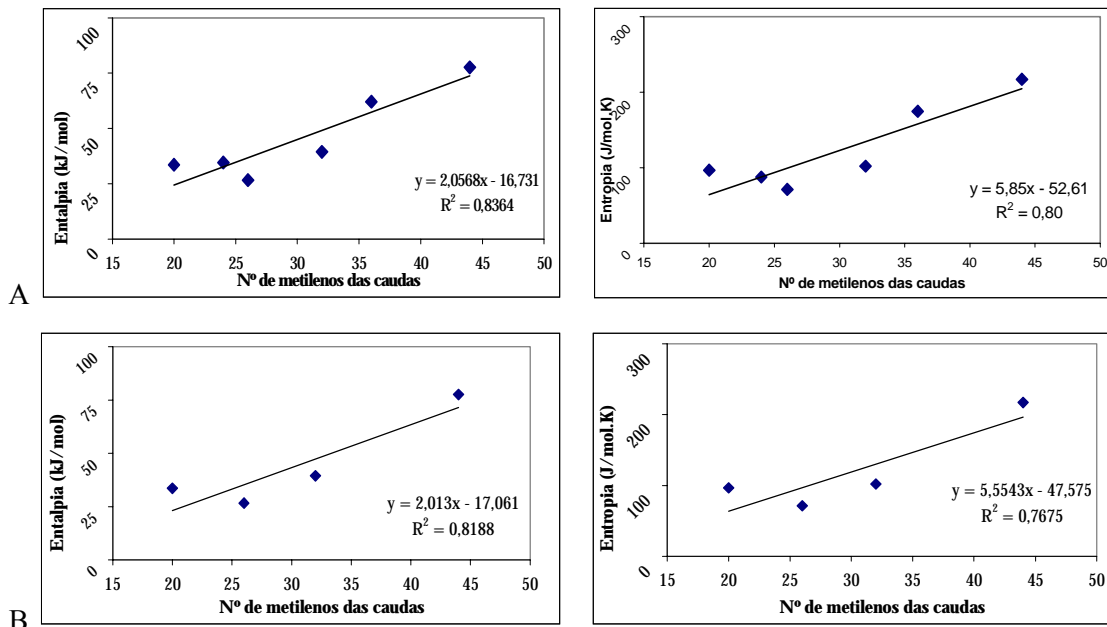 A
Entalpia (kJ/mol)
100
75
50
25
0
y = 2,0568x - 16,731
R² = 0,8364
15 20 25 30 35 40 45 50
Nº de metilenos das caudas
Entropia (J/mol.K)
300
200
100
0
y = 5,85x - 52,61
R² = 0,80
15 20 25 30 35 40 45 50
Nº de metilenos das caudas
B
Entalpia (kJ/mol)
100
75
50
25
0
y = 2,013x - 17,061
R² = 0,8188
15 20 25 30 35 40 45 50
Nº de metilenos das caudas
Entropia (J/mol.K)
300
200
100
0
y = 5,5543x - 47,575
R² = 0,7675
15 20 25 30 35 40 45 50
Nº de metilenos das caudas